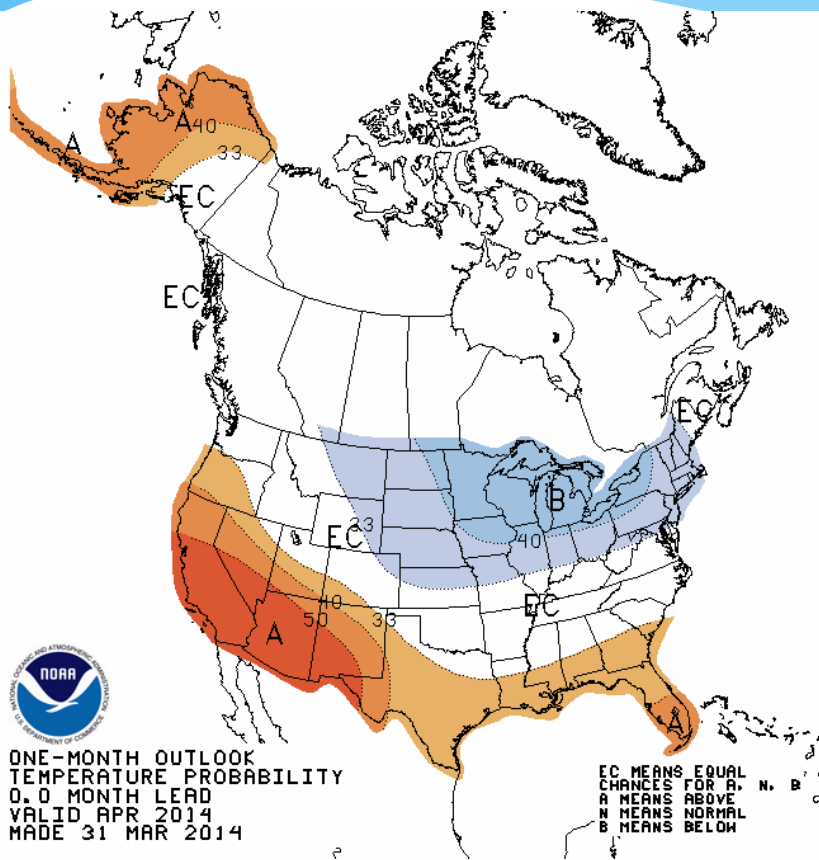 A
A40
33
EC
EC
EC
B
33
EC
40
EC
40
50
33
A
A
NATIONAL OCEANIC AND ATMOSPHERIC ADMINISTRATION
NOAA
U.S. DEPARTMENT OF COMMERCE
ONE-MONTH OUTLOOK
TEMPERATURE PROBABILITY
0.0 MONTH LEAD
VALID APR 2014
MADE 31 MAR 2014
EC MEANS EQUAL
CHANCES FOR A, N, B
A MEANS ABOVE
N MEANS NORMAL
B MEANS BELOW